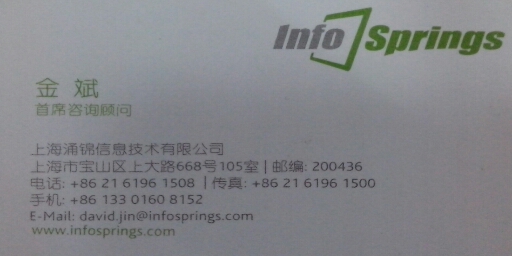 Info Springs
金 斌
首席咨询顾问
上海涌锦信息技术有限公司
上海市宝山区上大路668号105室 | 邮编: 200436
电话: +86 21 6196 1508 | 传真: +86 21 6196 1500
手机: +86 133 0160 8152
E-Mail: david.jin@infosprings.com
www.infosprings.com